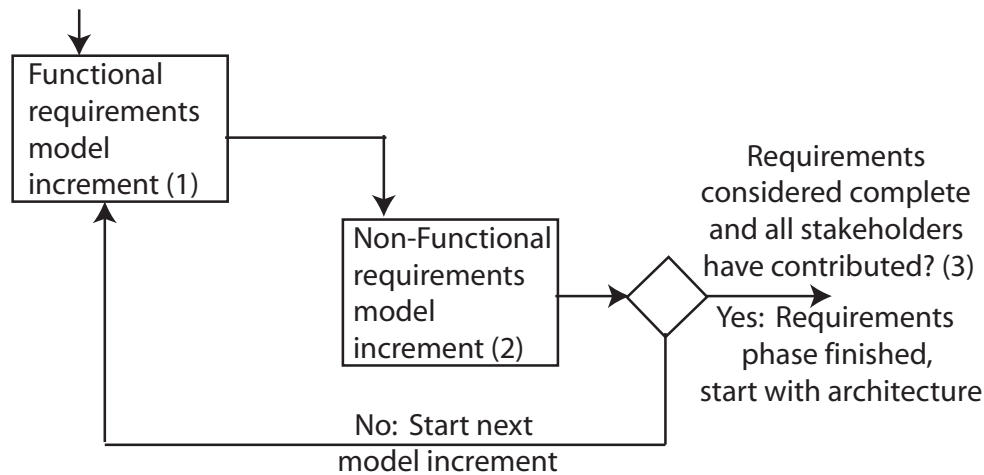 Functional
requirements
model
increment (1)
Non-Functional
requirements
model
increment (2)
Requirements
considered complete
and all stakeholders
have contributed? (3)
Yes: Requirements
phase finished,
start with architecture
No: Start next
model increment